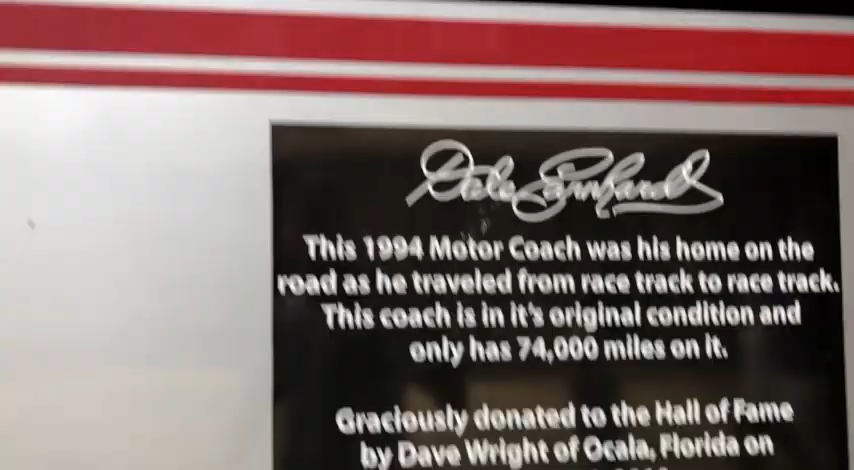 Dale Earnhardt
This 1994 Motor Coach was his home on the
road as he traveled from race track to race track.
This coach is in it's original condition and
only has 74,000 miles on it.
Graciously donated to the Hall of Fame
by Dave Wright of Ocala, Florida on